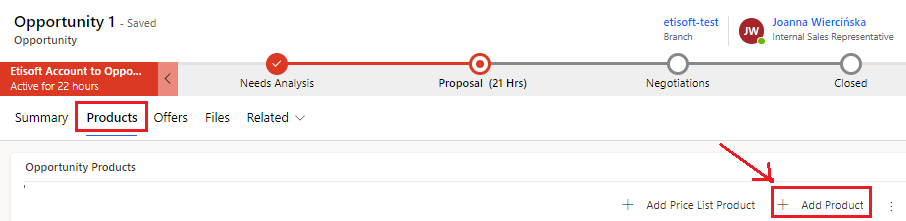 Opportunity 1 - Saved
Opportunity
etisoft-test
Branch
JW
Joanna Wiercińska
Internal Sales Representative
Etisoft Account to Oppo...
Active for 22 hours
Needs Analysis
Proposal (21 Hrs)
Negotiations
Closed
Summary Products Offers Files Related
Opportunity Products
+ Add Price List Product + Add Product